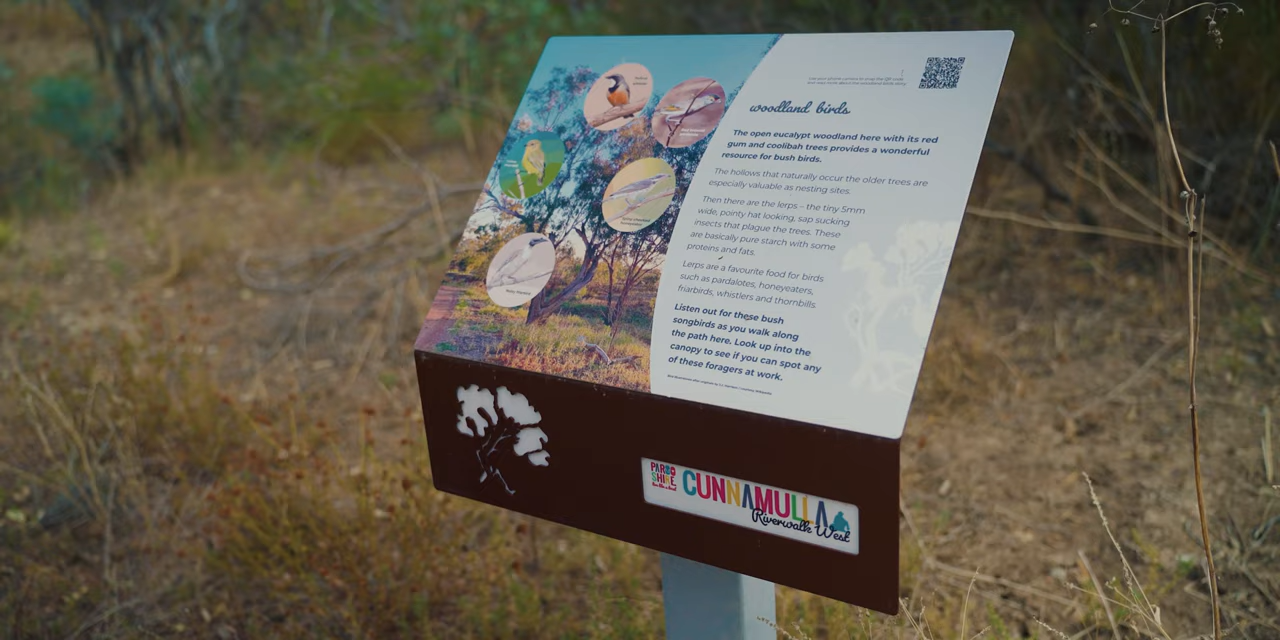 woodland birds
The open eucalypt woodland here with its red
gum and coolibah trees provides a wonderful
resource for bush birds.
The hollows that naturally occur the older trees are
especially valuable as nesting sites.
Then there are the lerps – the tiny 5mm
wide, pointy hat looking, sap sucking
insects that plague the trees. These
are basically pure starch with some
proteins and fats.
Lerps are a favourite food for birds
such as pardalotes, honeyeaters,
friarbirds, whistlers and thornbills.
Listen out for these bush
songbirds as you walk along
the path here. Look up into the
canopy to see if you can spot any
of these foragers at work.
PAROO
SHIRE
CUNNAMULLA
Riverwalk West